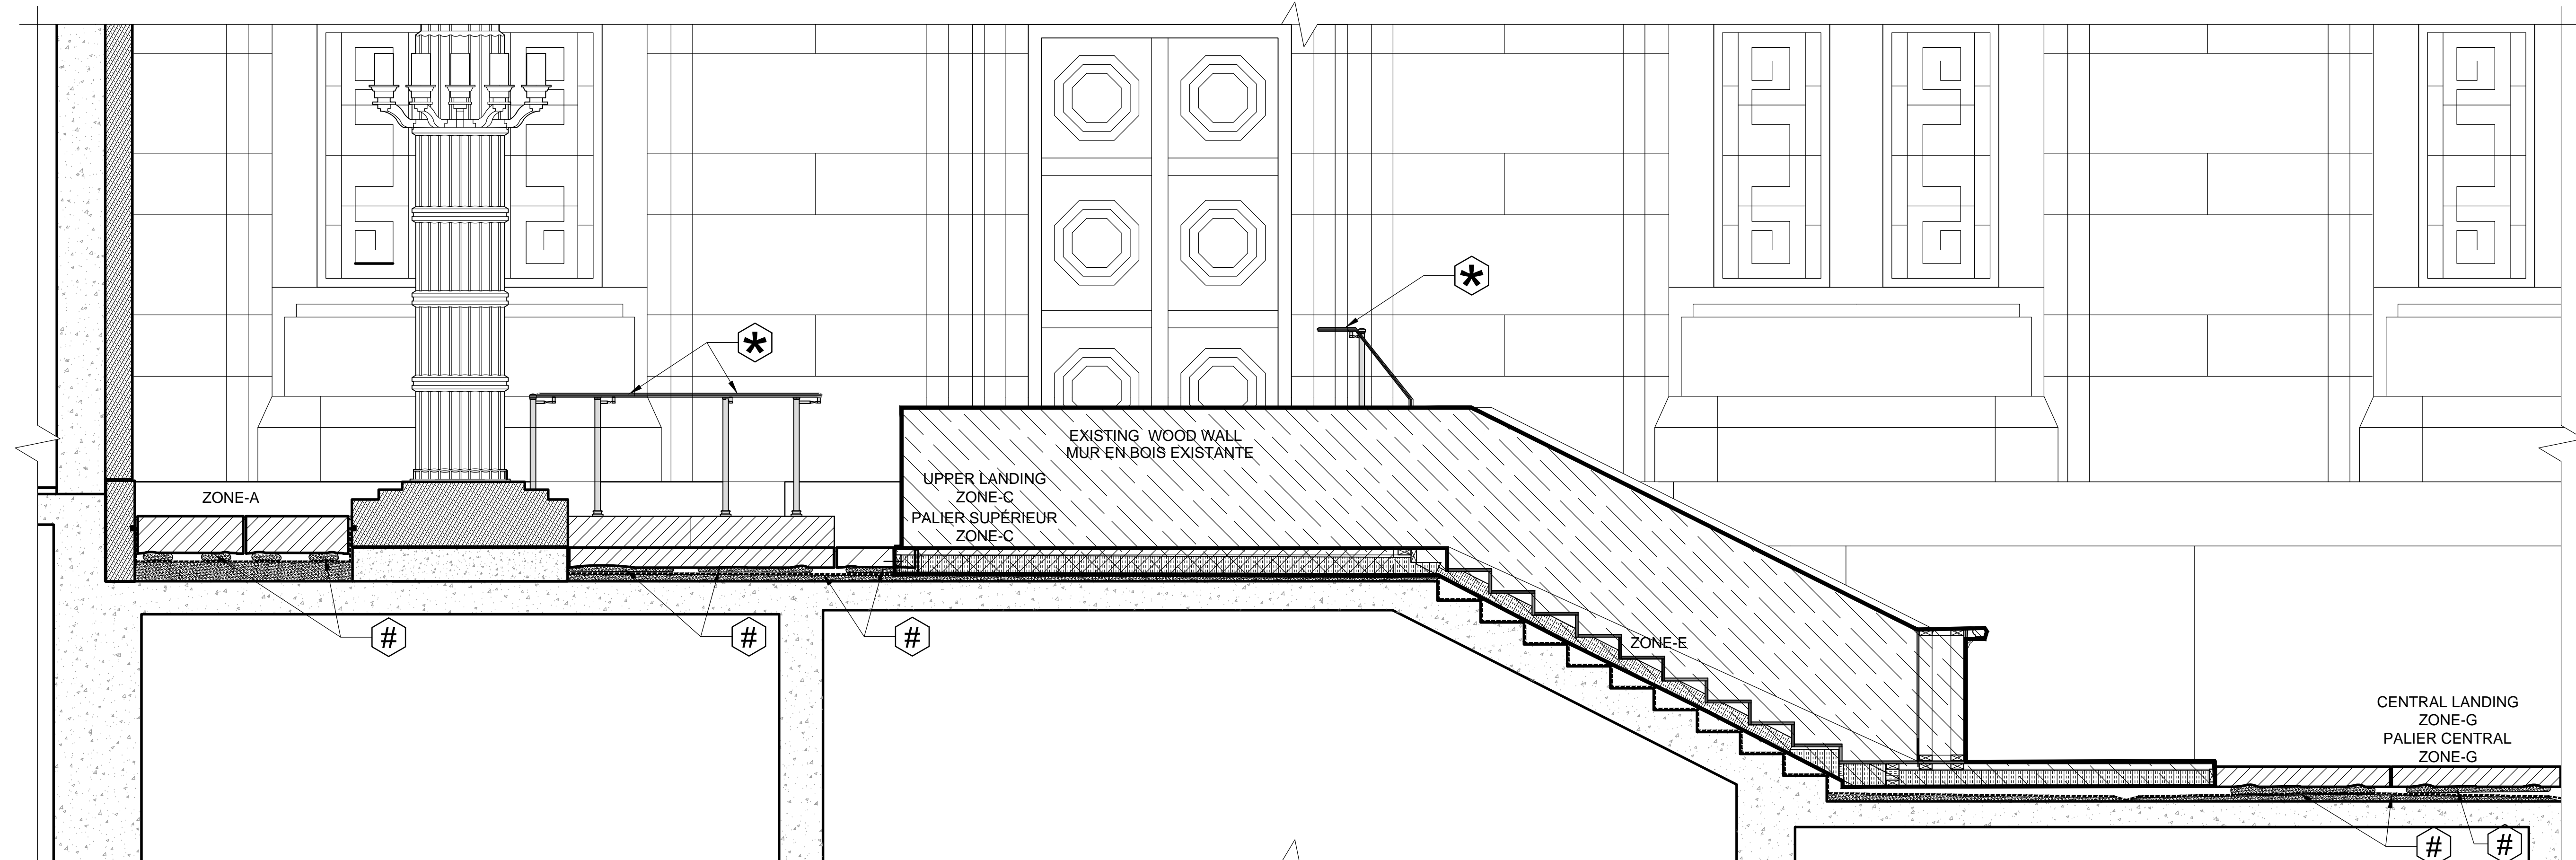 *
*
EXISTING WOOD WALL
MUR EN BOIS EXISTANTE
UPPER LANDING
ZONE-C
PALIER SUPÉRIEUR
ZONE-C
ZONE-A
#
#
#
ZONE-E
CENTRAL LANDING
ZONE-G
PALIER CENTRAL
ZONE-G
#
#